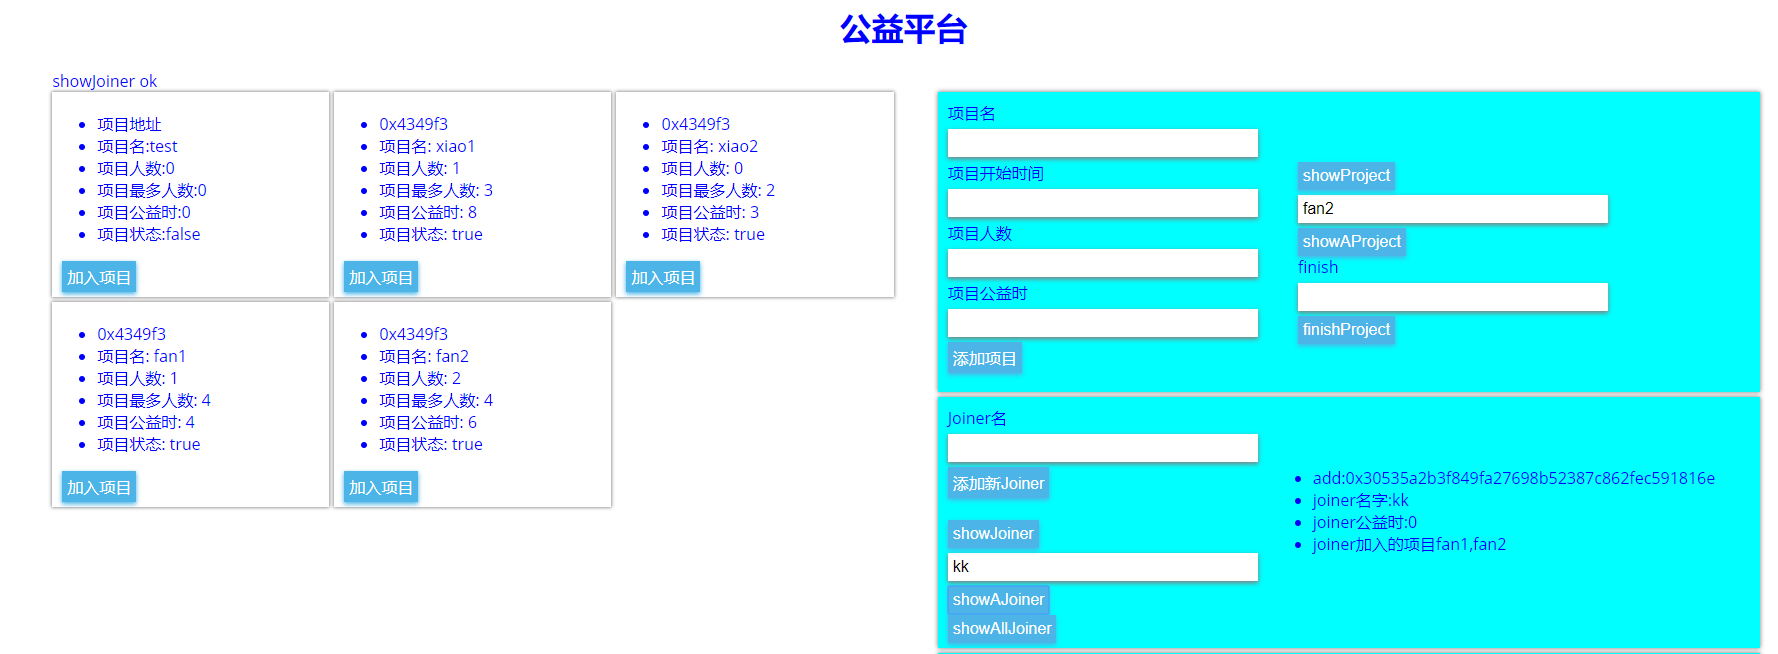 公益平台
showJoiner ok
项目地址
项目名:test
项目人数:0
项目最多人数:0
项目公益时:0
项目状态:false
加入项目
0x4349f3
项目名: xiao1
项目人数: 1
项目最多人数: 3
项目公益时: 8
项目状态: true
加入项目
0x4349f3
项目名: xiao2
项目人数: 0
项目最多人数: 2
项目公益时: 3
项目状态: true
加入项目
0x4349f3
项目名: fan1
项目人数: 1
项目最多人数: 4
项目公益时: 4
项目状态: true
加入项目
0x4349f3
项目名: fan2
项目人数: 2
项目最多人数: 4
项目公益时: 6
项目状态: true
加入项目
项目名
项目开始时间
项目人数
项目公益时
添加项目
showProject
fan2
showAProject
finish
finishProject
Joiner名
添加新Joiner
showJoiner
kk
showAJoiner
showAllJoiner
add:0x30535a2b3f849fa27698b52387c862fec591816e
joiner名字:kk
joiner公益时:0
joiner加入的项目fan1,fan2